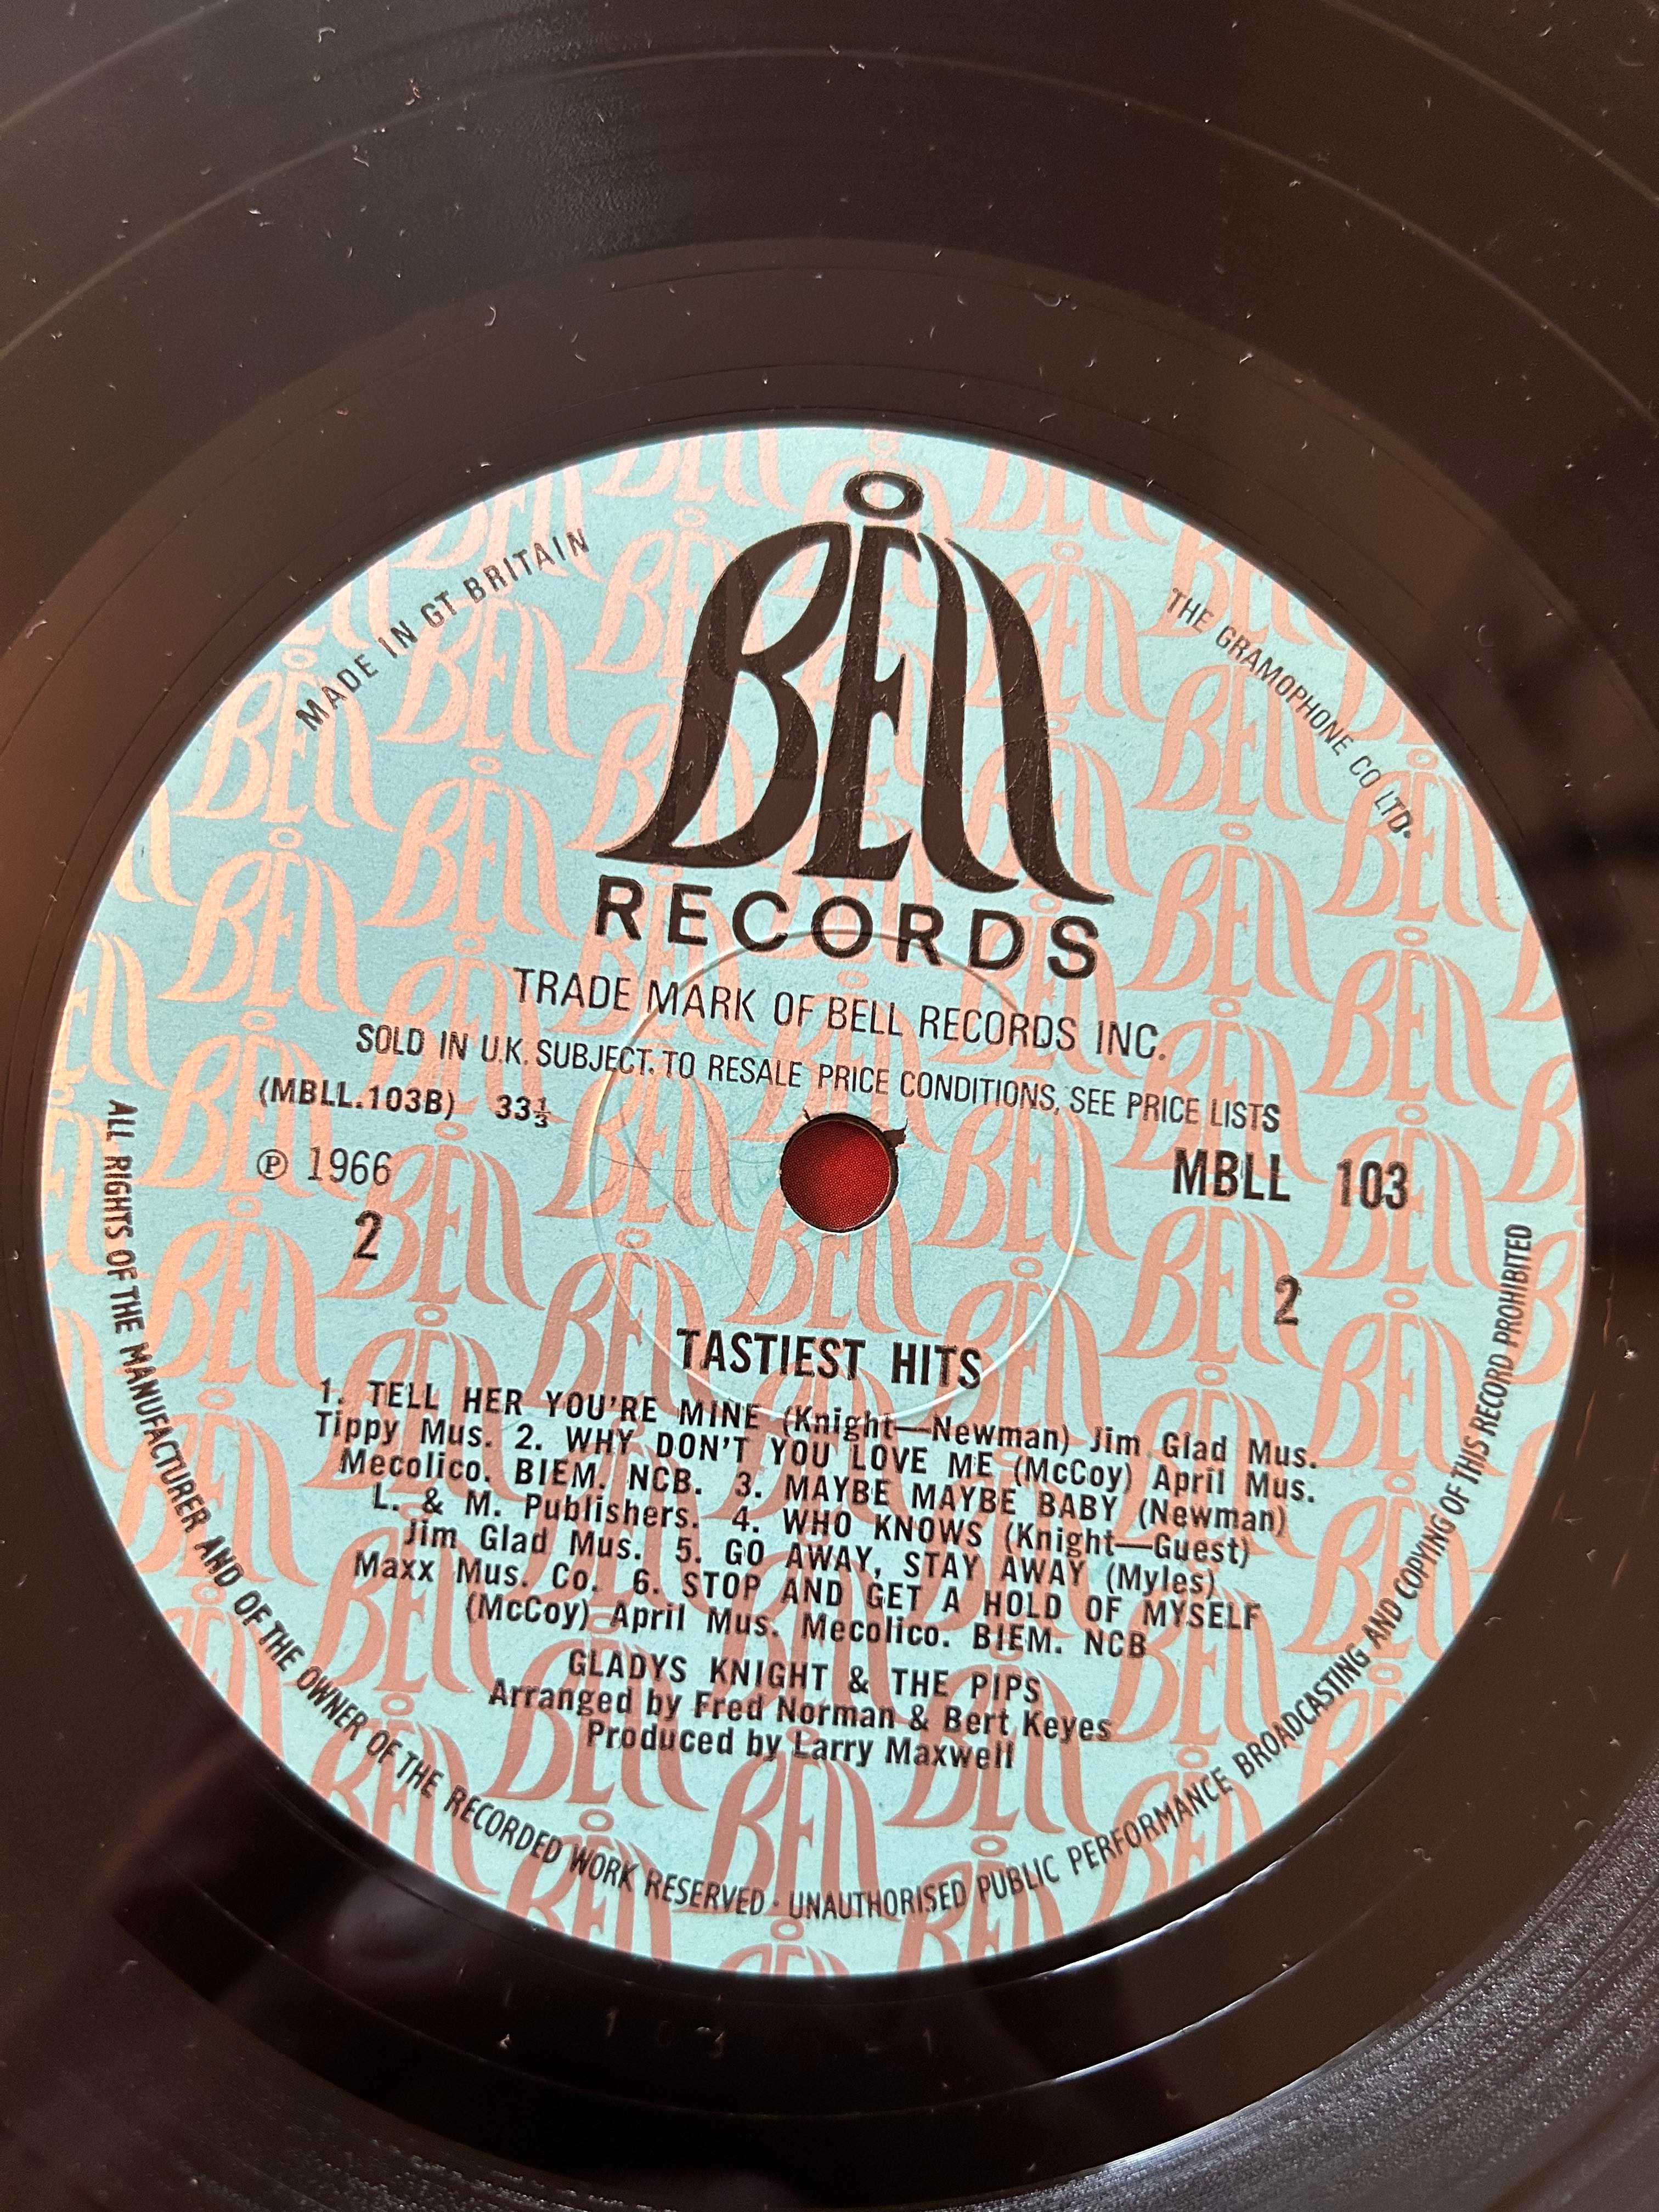 MADE IN GT BRITAIN
THE GRAMOPHONE CO LTD.
BELL
RECORDS
TRADE MARK OF BELL RECORDS INC.
SOLD IN U.K. SUBJECT. TO RESALE PRICE CONDITIONS, SEE PRICE LISTS
(MBLL.103B) 33⅓
℗ 1966
MBLL 103
2
2
TASTIEST HITS
1. TELL HER YOU'RE MINE (Knight—Newman) Jim Glad Mus.
Tippy Mus. 2. WHY DON'T YOU LOVE ME (McCoy) April Mus.
Mecolico. BIEM. NCB. 3. MAYBE MAYBE BABY (Newman)
L. & M. Publishers. 4. WHO KNOWS (Knight—Guest)
Jim Glad Mus. 5. GO AWAY, STAY AWAY (Myles)
Maxx Mus. Co. 6. STOP AND GET A HOLD OF MYSELF
(McCoy) April Mus. Mecolico. BIEM. NCB
GLADYS KNIGHT & THE PIPS
Arranged by Fred Norman & Bert Keyes
Produced by Larry Maxwell
ALL RIGHTS OF THE MANUFACTURER AND OF THE OWNER OF THE RECORDED WORK RESERVED · UNAUTHORISED PUBLIC PERFORMANCE BROADCASTING AND COPYING OF THIS RECORD PROHIBITED